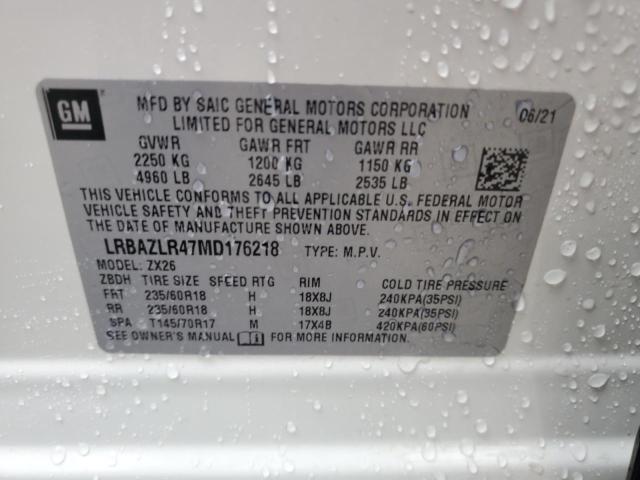 GM
MFD BY SAIC GENERAL MOTORS CORPORATION 06/21
LIMITED FOR GENERAL MOTORS LLC
GVWR GAWR FRT GAWR RR
2250 KG 1200 KG 1150 KG
4960 LB 2645 LB 2535 LB
THIS VEHICLE CONFORMS TO ALL APPLICABLE U.S. FEDERAL MOTOR
VEHICLE SAFETY AND THEFT PREVENTION STANDARDS IN EFFECT ON
THE DATE OF MANUFACTURE SHOWN ABOVE.
LRBAZLR47MD176218 TYPE: M.P.V.
MODEL: ZX26
ZBDH TIRE SIZE SPEED RTG RIM COLD TIRE PRESSURE
FRT 235/60R18 H 18X8J 240KPA(35PSI)
RR 235/60R18 H 18X8J 240KPA(35PSI)
SPA T145/70R17 M 17X4B 420KPA(60PSI)
SEE OWNER'S MANUAL FOR MORE INFORMATION.